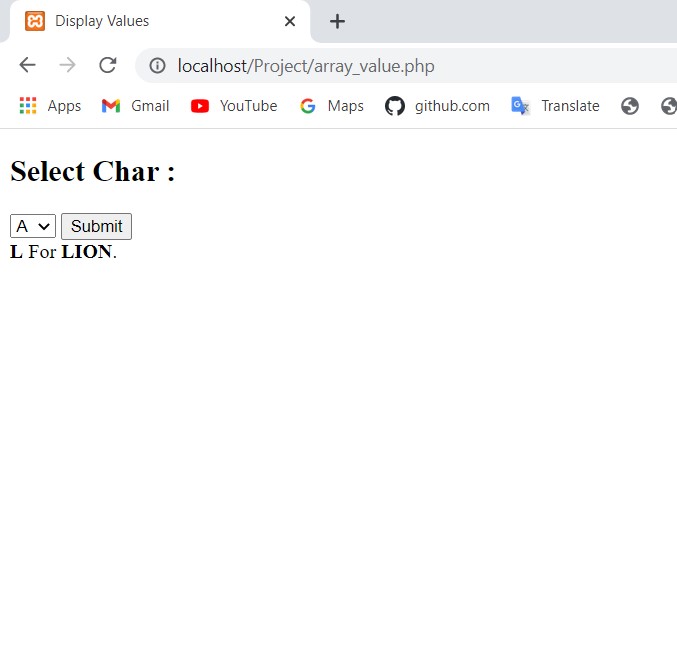 Display Values
localhost/Project/array_value.php
Apps Gmail YouTube Maps github.com Translate
Select Char :
A Submit
L For LION.